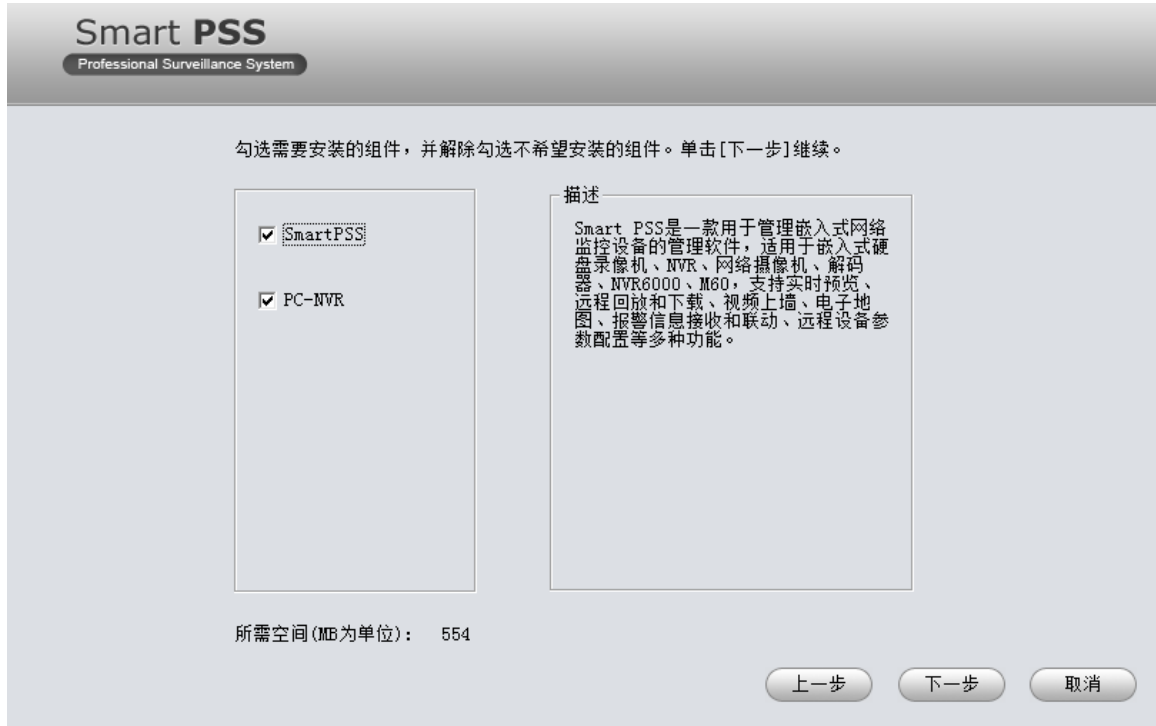 Smart PSS
Professional Surveillance System
勾选需要安装的组件，并解除勾选不希望安装的组件。单击[下一步]继续。
SmartPSS
PC-NVR
描述
Smart PSS是一款用于管理嵌入式网络
监控设备的管理软件，适用于嵌入式硬
盘录像机、NVR、网络摄像机、解码
器、NVR6000、M60，支持实时预览、
远程回放和下载、视频上墙、电子地
图、报警信息接收和联动、远程设备参
数配置等多种功能。
所需空间(MB为单位)： 554
上一步 下一步 取消